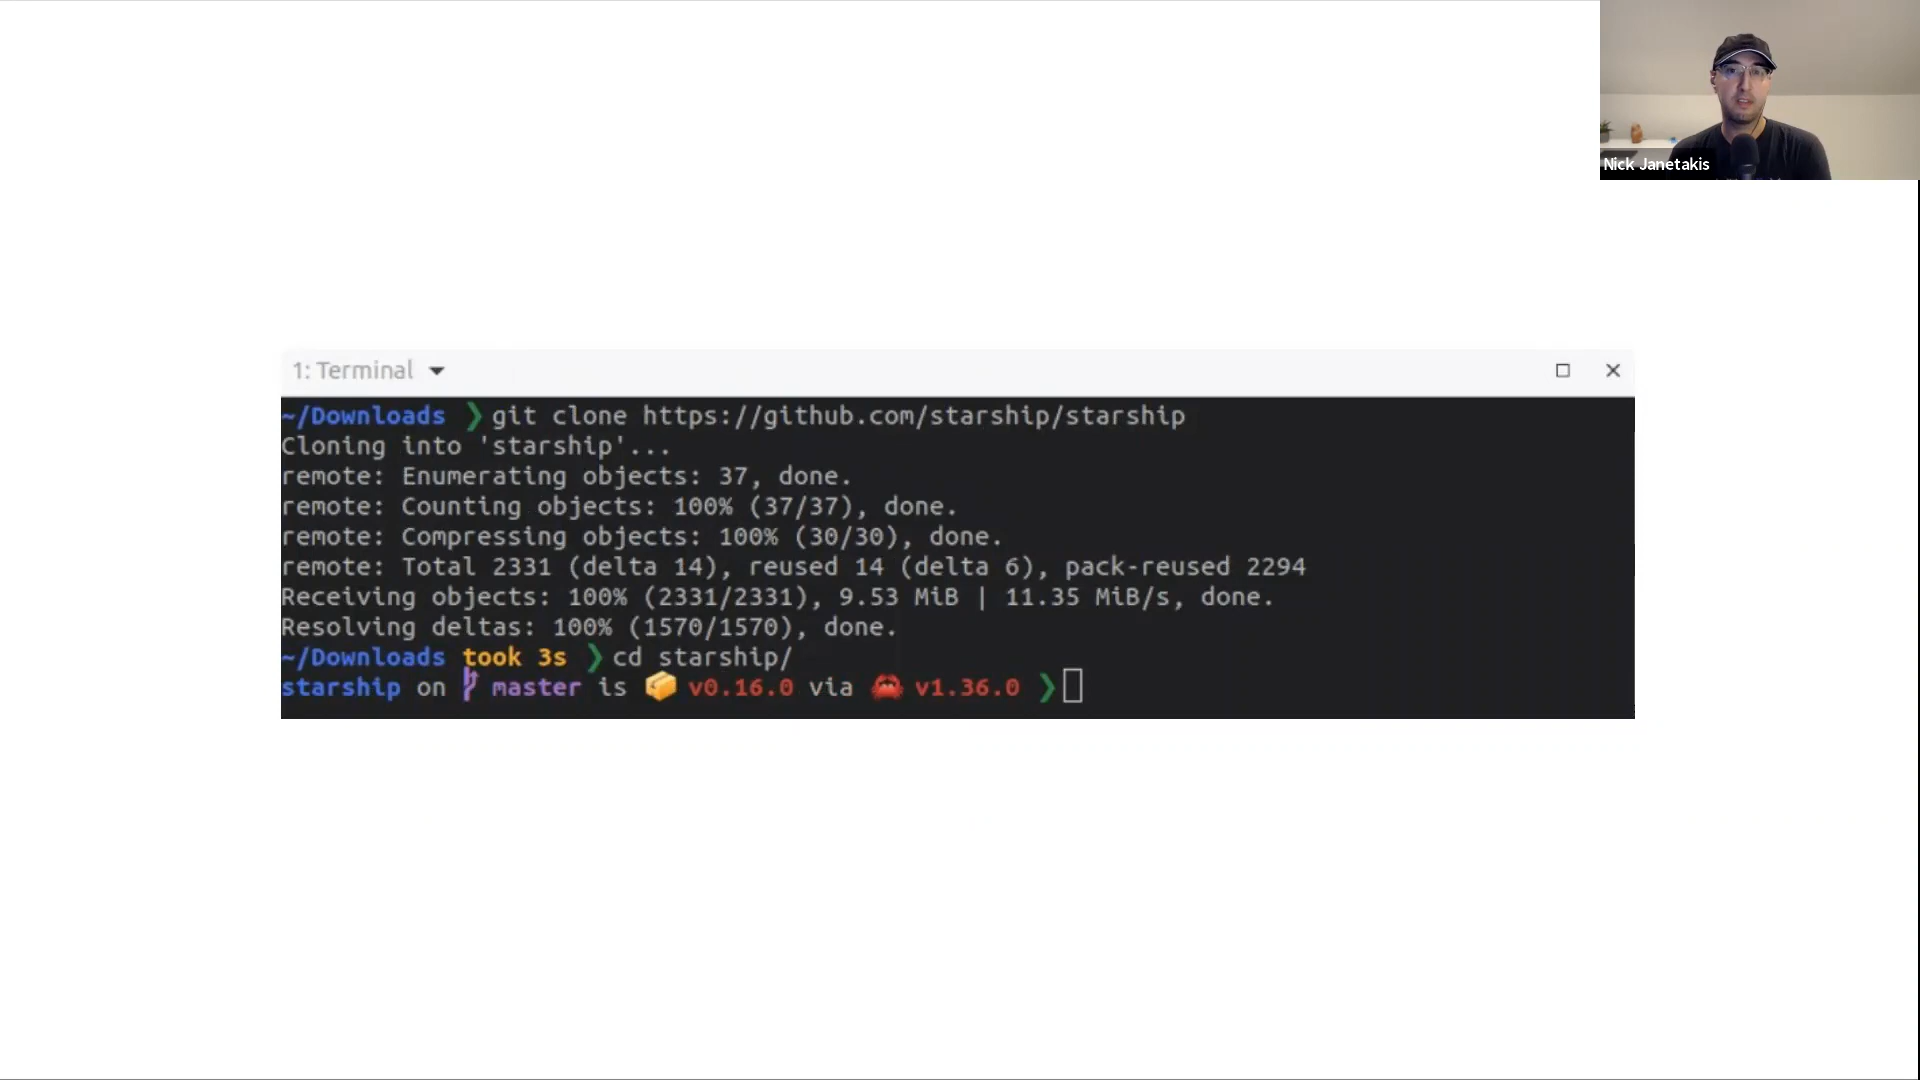 Nick Janetakis
1: Terminal
~/Downloads ❯ git clone https://github.com/starship/starship
Cloning into 'starship'...
remote: Enumerating objects: 37, done.
remote: Counting objects: 100% (37/37), done.
remote: Compressing objects: 100% (30/30), done.
remote: Total 2331 (delta 14), reused 14 (delta 6), pack-reused 2294
Receiving objects: 100% (2331/2331), 9.53 MiB | 11.35 MiB/s, done.
Resolving deltas: 100% (1570/1570), done.
~/Downloads took 3s ❯ cd starship/
starship on master is 📦 v0.16.0 via 🦀 v1.36.0 ❯